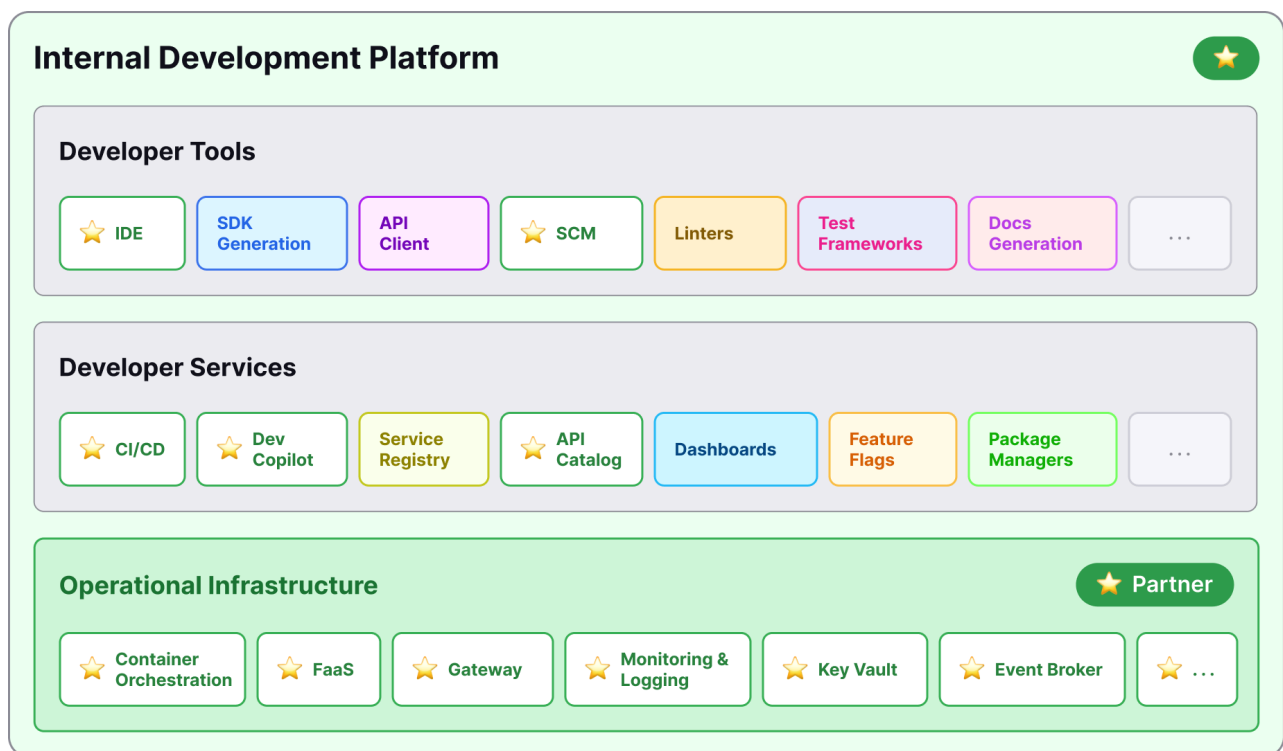 Internal Development Platform
⭐
Developer Tools
⭐ IDE
SDK
Generation
API
Client
⭐ SCM
Linters
Test
Frameworks
Docs
Generation
...
Developer Services
⭐ CI/CD
⭐ Dev
Copilot
Service
Registry
⭐ API
Catalog
Dashboards
Feature
Flags
Package
Managers
...
Operational Infrastructure
⭐ Partner
⭐ Container
Orchestration
⭐ FaaS
⭐ Gateway
⭐ Monitoring &
Logging
⭐ Key Vault
⭐ Event Broker
⭐ ...